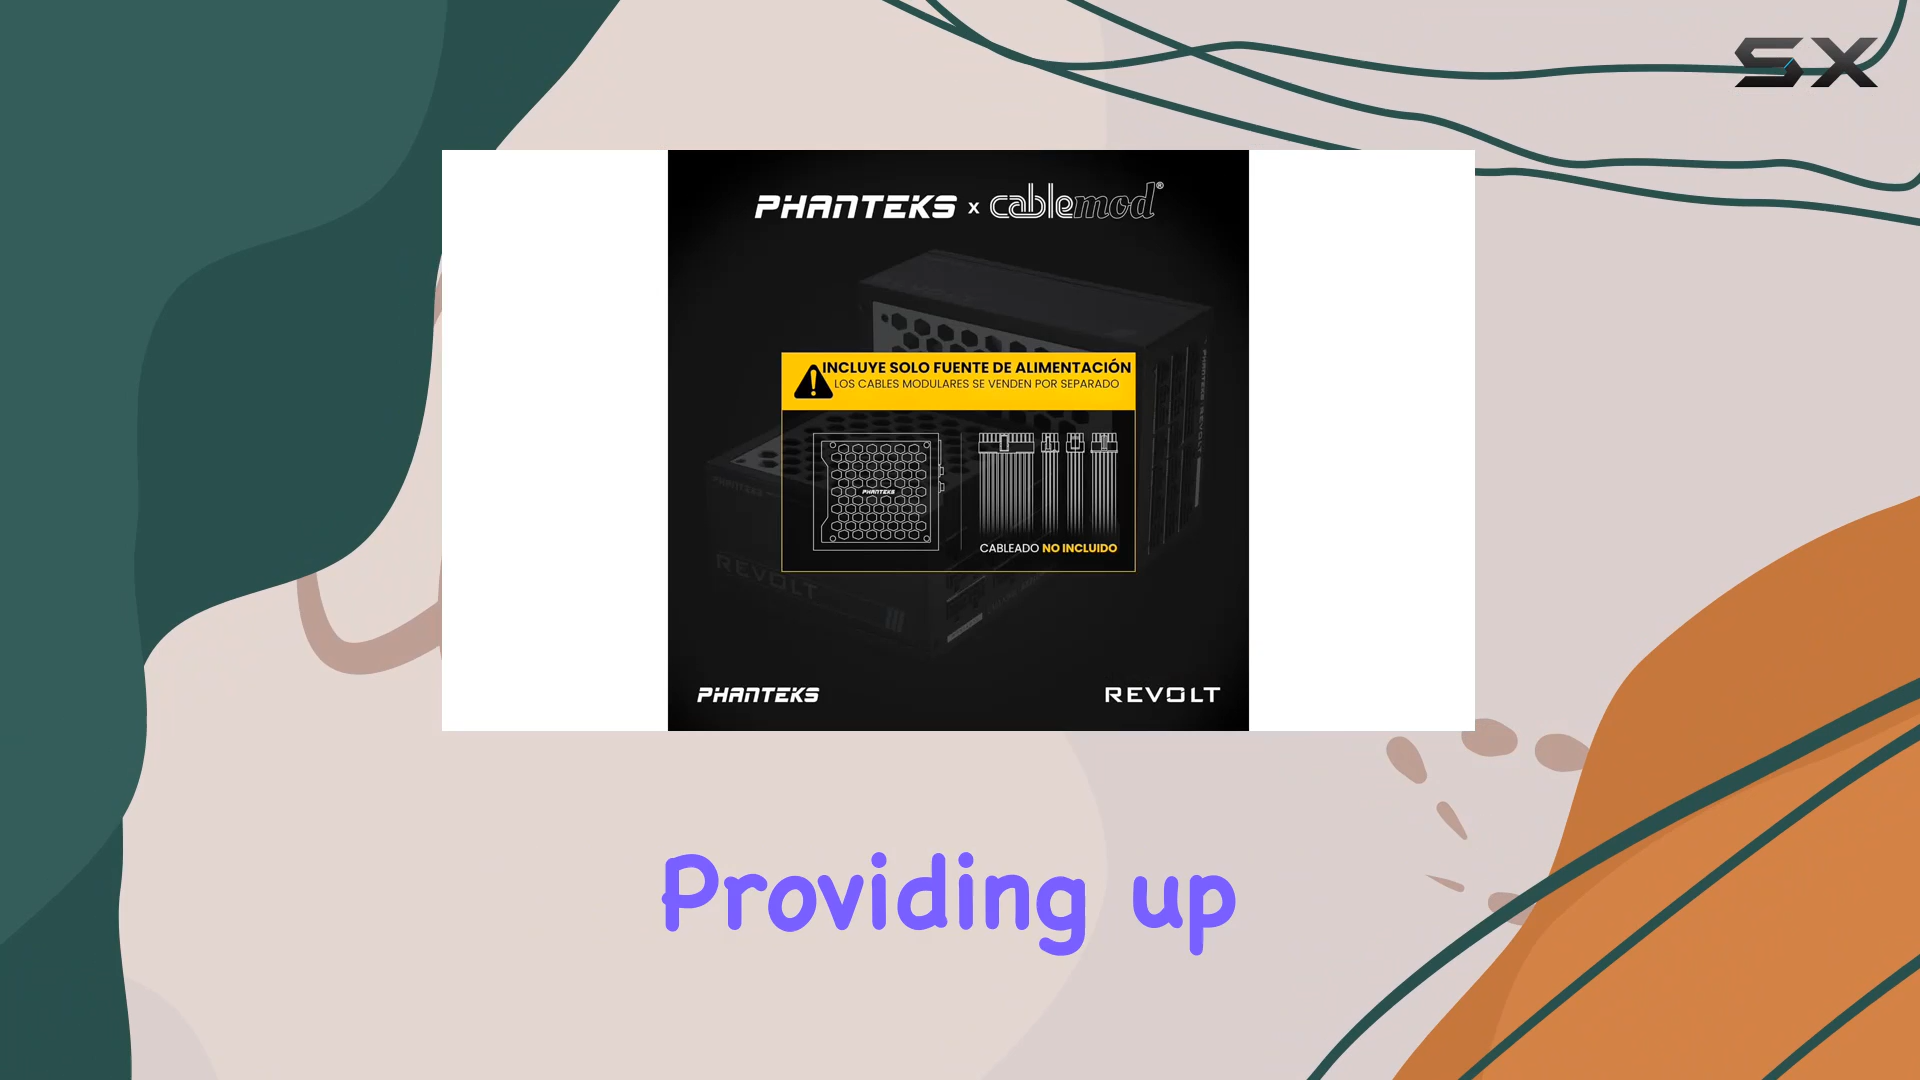 SX
PHANTEKS x cablemod®
INCLUYE SOLO FUENTE DE ALIMENTACIÓN
LOS CABLES MODULARES SE VENDEN POR SEPARADO
PHANTEKS
CABLEADO NO INCLUIDO
REVOLT
PHANTEKS
REVOLT
Providing up